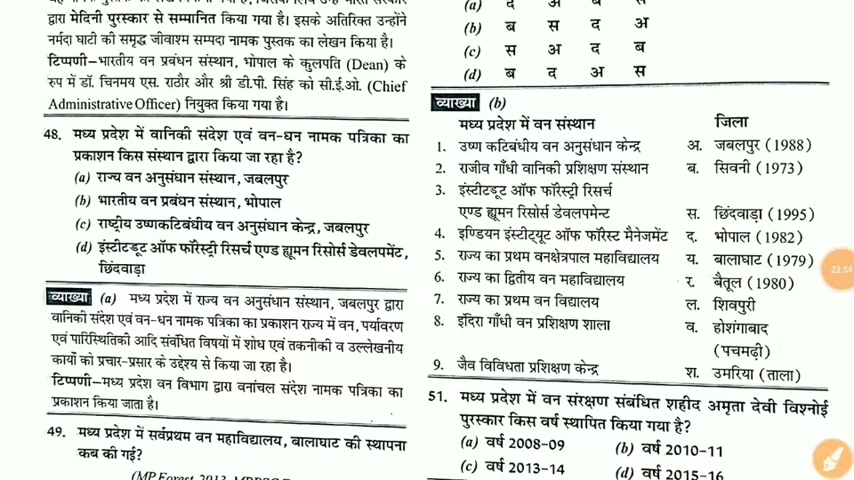 द्वारा मेदिनी पुरस्कार से सम्मानित किया गया है। इसके अतिरिक्त उन्होंने
नर्मदा घाटी की समृद्ध जीवाश्म सम्पदा नामक पुस्तक का लेखन किया है।
टिप्पणी–भारतीय वन प्रबंधन संस्थान, भोपाल के कुलपति (Dean) के
रुप में डॉ. चिनमय एस. राठौर और श्री डी.पी. सिंह को सी.ई.ओ. (Chief
Administrative Officer) नियुक्त किया गया है।
48. मध्य प्रदेश में वानिकी संदेश एवं वन-धन नामक पत्रिका का
प्रकाशन किस संस्थान द्वारा किया जा रहा है?
(a) राज्य वन अनुसंधान संस्थान, जबलपुर
(b) भारतीय वन प्रबंधन संस्थान, भोपाल
(c) राष्ट्रीय उष्णकटिबंधीय वन अनुसंधान केन्द्र, जबलपुर
(d) इंस्टीटडूट ऑफ फॉरेस्ट्री रिसर्च एण्ड ह्यूमन रिसोर्स डेवलपमेंट,
छिंदवाड़ा
व्याख्या (a) मध्य प्रदेश में राज्य वन अनुसंधान संस्थान, जबलपुर द्वारा
वानिकी संदेश एवं वन-धन नामक पत्रिका का प्रकाशन राज्य में वन, पर्यावरण
एवं पारिस्थितिकी आदि संबंधित विषयों में शोध एवं तकनीकी व उल्लेखनीय
कार्यों को प्रचार-प्रसार के उद्देश्य से किया जा रहा है।
टिप्पणी–मध्य प्रदेश वन विभाग द्वारा वनांचल संदेश नामक पत्रिका का
प्रकाशन किया जाता है।
49. मध्य प्रदेश में सर्वप्रथम वन महाविद्यालय, बालाघाट की स्थापना
कब की गई?
(a) द अ ब स
(b) ब स द अ
(c) स अ द ब
(d) ब द अ स
व्याख्या (b)
मध्य प्रदेश में वन संस्थान जिला
1. उष्ण कटिबंधीय वन अनुसंधान केन्द्र अ. जबलपुर (1988)
2. राजीव गाँधी वानिकी प्रशिक्षण संस्थान ब. सिवनी (1973)
3. इंस्टीटडूट ऑफ फॉरेस्ट्री रिसर्च
एण्ड ह्यूमन रिसोर्स डेवलपमेन्ट स. छिंदवाड़ा (1995)
4. इण्डियन इंस्टीट्यूट ऑफ फॉरेस्ट मैनेजमेंट द. भोपाल (1982)
5. राज्य का प्रथम वनक्षेत्रपाल महाविद्यालय य. बालाघाट (1979)
6. राज्य का द्वितीय वन महाविद्यालय र. बैतूल (1980)
7. राज्य का प्रथम वन विद्यालय ल. शिवपुरी
8. इंदिरा गाँधी वन प्रशिक्षण शाला व. होशंगाबाद
(पचमढ़ी)
9. जैव विविधता प्रशिक्षण केन्द्र श. उमरिया (ताला)
51. मध्य प्रदेश में वन संरक्षण संबंधित शहीद अमृता देवी विश्नोई
पुरस्कार किस वर्ष स्थापित किया गया है?
(a) वर्ष 2008-09 (b) वर्ष 2010-11
(c) वर्ष 2013-14 (d) वर्ष 2015-16
23:54